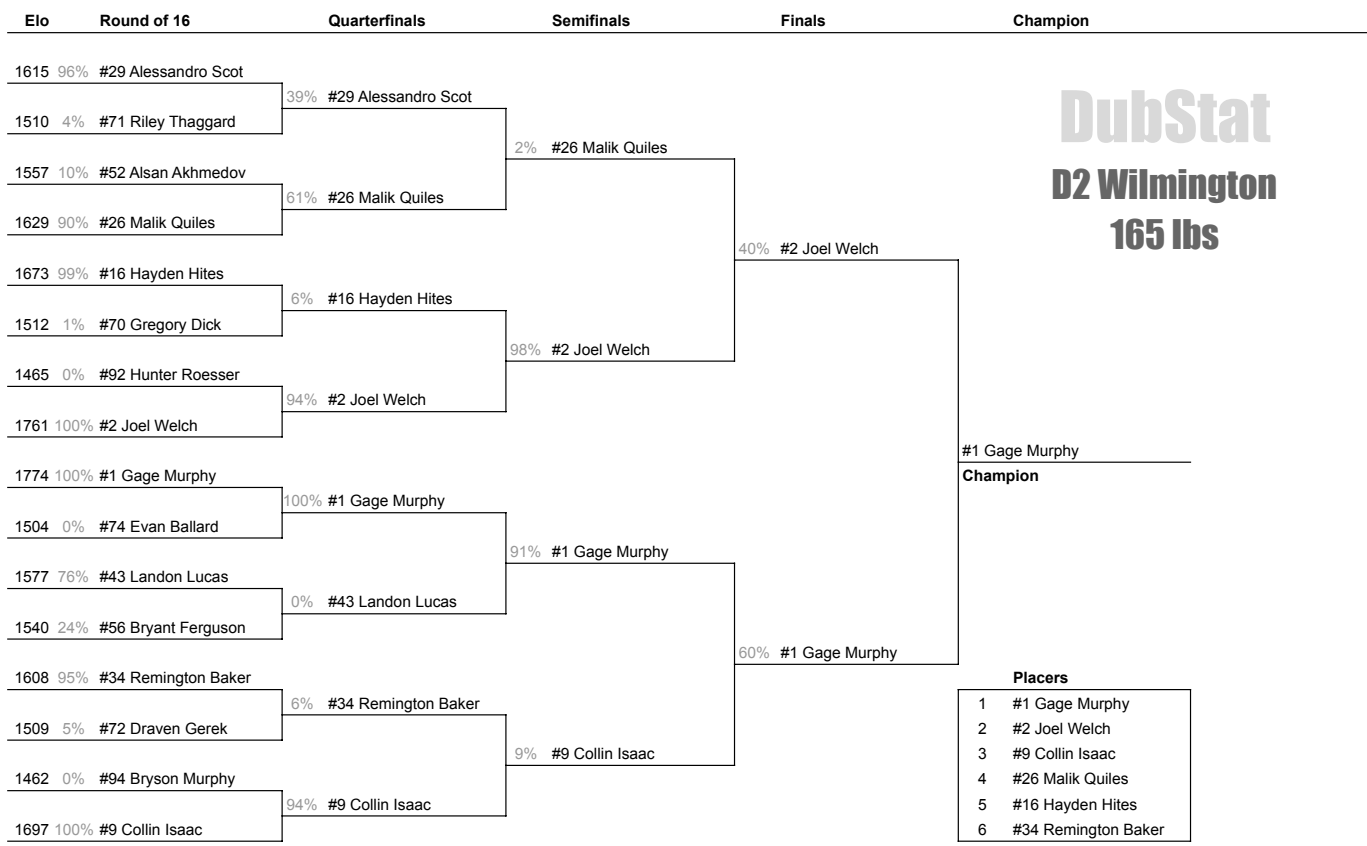 Elo Round of 16 Quarterfinals Semifinals Finals Champion
1615 96% #29 Alessandro Scot
39% #29 Alessandro Scot
1510 4% #71 Riley Thaggard
2% #26 Malik Quiles
1557 10% #52 Alsan Akhmedov
61% #26 Malik Quiles
1629 90% #26 Malik Quiles
40% #2 Joel Welch
1673 99% #16 Hayden Hites
6% #16 Hayden Hites
1512 1% #70 Gregory Dick
98% #2 Joel Welch
1465 0% #92 Hunter Roesser
94% #2 Joel Welch
1761 100% #2 Joel Welch
#1 Gage Murphy
Champion
1774 100% #1 Gage Murphy
100% #1 Gage Murphy
1504 0% #74 Evan Ballard
91% #1 Gage Murphy
1577 76% #43 Landon Lucas
0% #43 Landon Lucas
1540 24% #56 Bryant Ferguson
60% #1 Gage Murphy
1608 95% #34 Remington Baker
6% #34 Remington Baker
1509 5% #72 Draven Gerek
9% #9 Collin Isaac
1462 0% #94 Bryson Murphy
94% #9 Collin Isaac
1697 100% #9 Collin Isaac
DubStat
D2 Wilmington
165 lbs
Placers
1 #1 Gage Murphy
2 #2 Joel Welch
3 #9 Collin Isaac
4 #26 Malik Quiles
5 #16 Hayden Hites
6 #34 Remington Baker